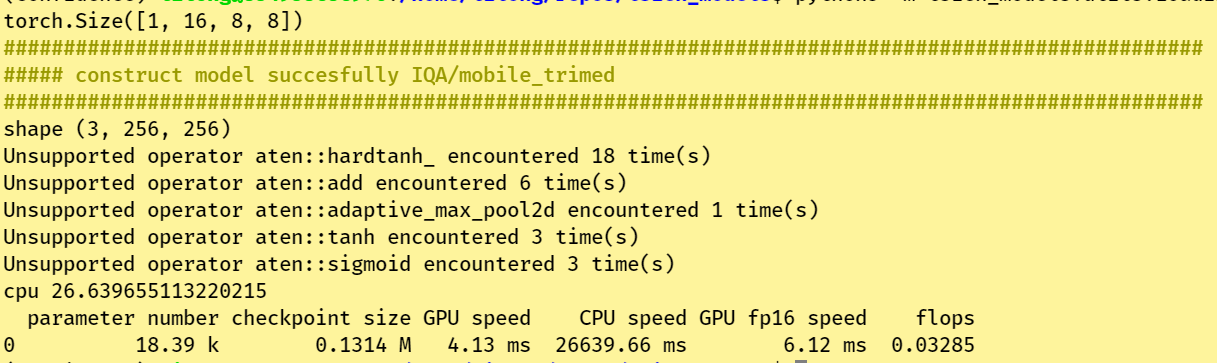 torch.Size([1, 16, 8, 8])
####################################################################################################
##### construct model succesfully IQA/mobile_trimed
####################################################################################################
shape (3, 256, 256)
Unsupported operator aten::hardtanh_ encountered 18 time(s)
Unsupported operator aten::add encountered 6 time(s)
Unsupported operator aten::adaptive_max_pool2d encountered 1 time(s)
Unsupported operator aten::tanh encountered 3 time(s)
Unsupported operator aten::sigmoid encountered 3 time(s)
cpu 26.639655113220215
  parameter number checkpoint size GPU speed    CPU speed GPU fp16 speed    flops
0          18.39 k        0.1314 M   4.13 ms  26639.66 ms        6.12 ms  0.03285